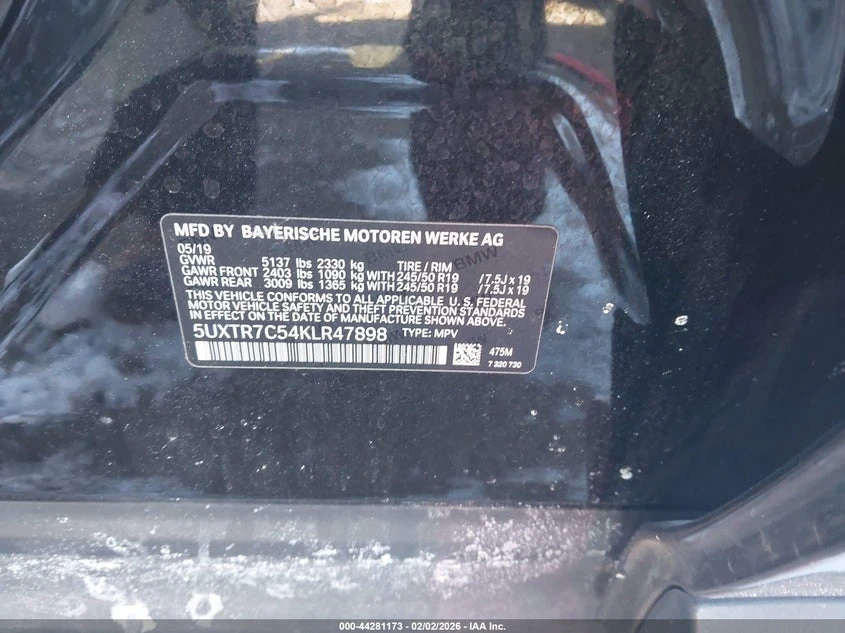 MFD BY BAYERISCHE MOTOREN WERKE AG
05/19
GVWR 5137 lbs 2330 kg TIRE / RIM
GAWR FRONT 2403 lbs 1090 kg WITH 245/50 R19 /7.5J x 19
GAWR REAR 3009 lbs 1365 kg WITH 245/50 R19 /7.5J x 19
THIS VEHICLE CONFORMS TO ALL APPLICABLE U. S. FEDERAL
MOTOR VEHICLE SAFETY AND THEFT PREVENTION STANDARDS
IN EFFECT ON THE DATE OF MANUFACTURE SHOWN ABOVE.
5UXTR7C54KLR47898 TYPE: MPV
475M
7 320 730
000-44281173 - 02/02/2026 - IAA Inc.